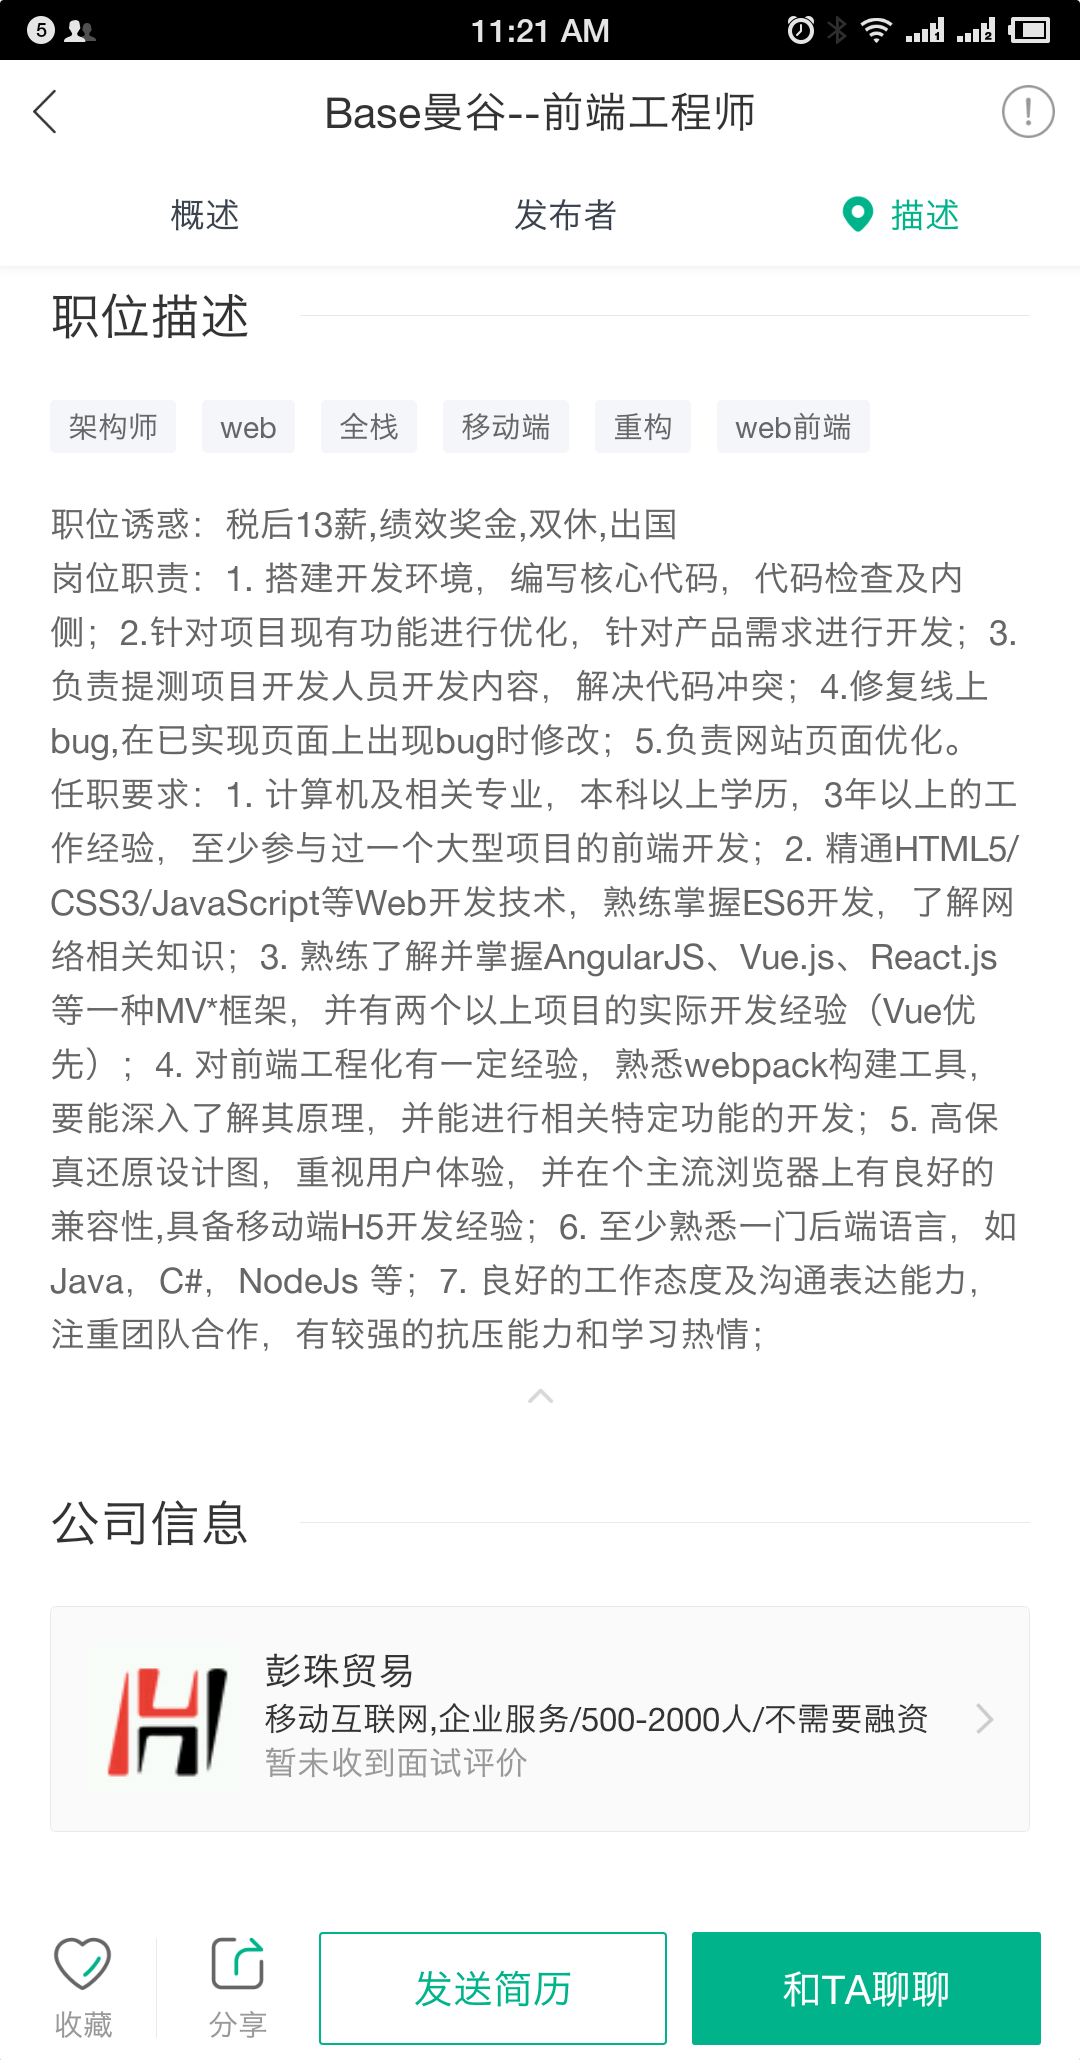 5
11:21 AM
1
2
Base曼谷--前端工程师
!
概述
发布者
描述
职位描述
架构师
web
全栈
移动端
重构
web前端
职位诱惑：税后13薪,绩效奖金,双休,出国
岗位职责：1. 搭建开发环境，编写核心代码，代码检查及内
侧；2.针对项目现有功能进行优化，针对产品需求进行开发；3.
负责提测项目开发人员开发内容，解决代码冲突；4.修复线上
bug,在已实现页面上出现bug时修改；5.负责网站页面优化。
任职要求：1. 计算机及相关专业，本科以上学历，3年以上的工
作经验，至少参与过一个大型项目的前端开发；2. 精通HTML5/
CSS3/JavaScript等Web开发技术，熟练掌握ES6开发，了解网
络相关知识；3. 熟练了解并掌握AngularJS、Vue.js、React.js
等一种MV*框架，并有两个以上项目的实际开发经验（Vue优
先）；4. 对前端工程化有一定经验，熟悉webpack构建工具，
要能深入了解其原理，并能进行相关特定功能的开发；5. 高保
真还原设计图，重视用户体验，并在个主流浏览器上有良好的
兼容性,具备移动端H5开发经验；6. 至少熟悉一门后端语言，如
Java，C#，NodeJs 等；7. 良好的工作态度及沟通表达能力，
注重团队合作，有较强的抗压能力和学习热情；
公司信息
彭珠贸易
移动互联网,企业服务/500-2000人/不需要融资
暂未收到面试评价
收藏
分享
发送简历
和TA聊聊